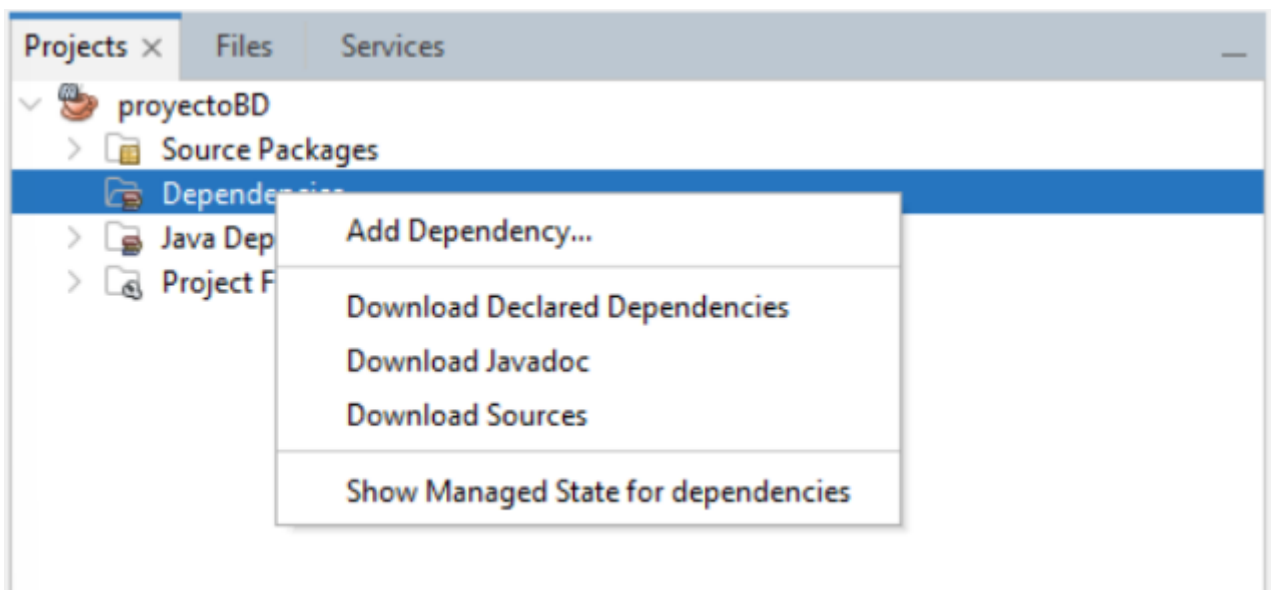 Projects Files Services
proyectoBD
Source Packages
Dependencies
Java Dep
Project F
Add Dependency...
Download Declared Dependencies
Download Javadoc
Download Sources
Show Managed State for dependencies